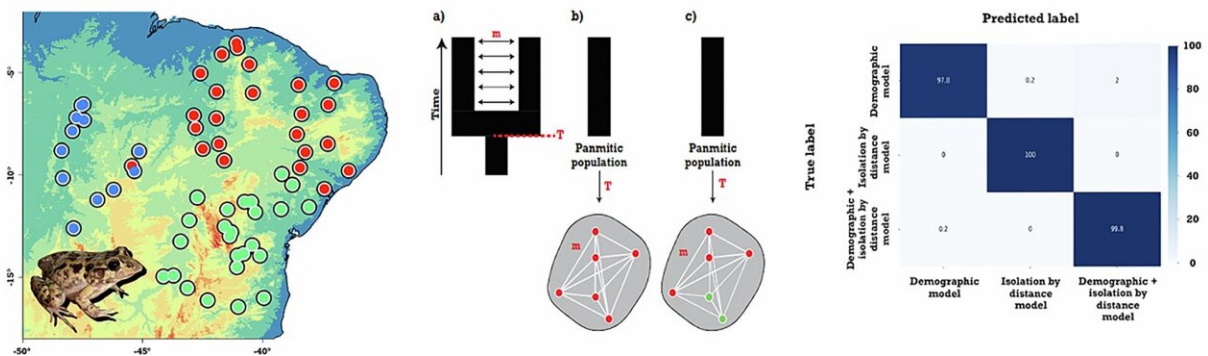 -5°
-10°
-15°
-50°
-45°
-40°
a)
b)
c)
m
Time
T
Panmitic
population
T
m
Panmitic
population
T
m
Predicted label
True label
Demographic
model
Isolation by
distance model
Demographic +
isolation by
distance
model
97.8
0.2
2
0
100
0
0.2
0
99.8
Demographic
model
Isolation by
distance model
Demographic +
isolation by
distance model
100
80
60
40
20
0